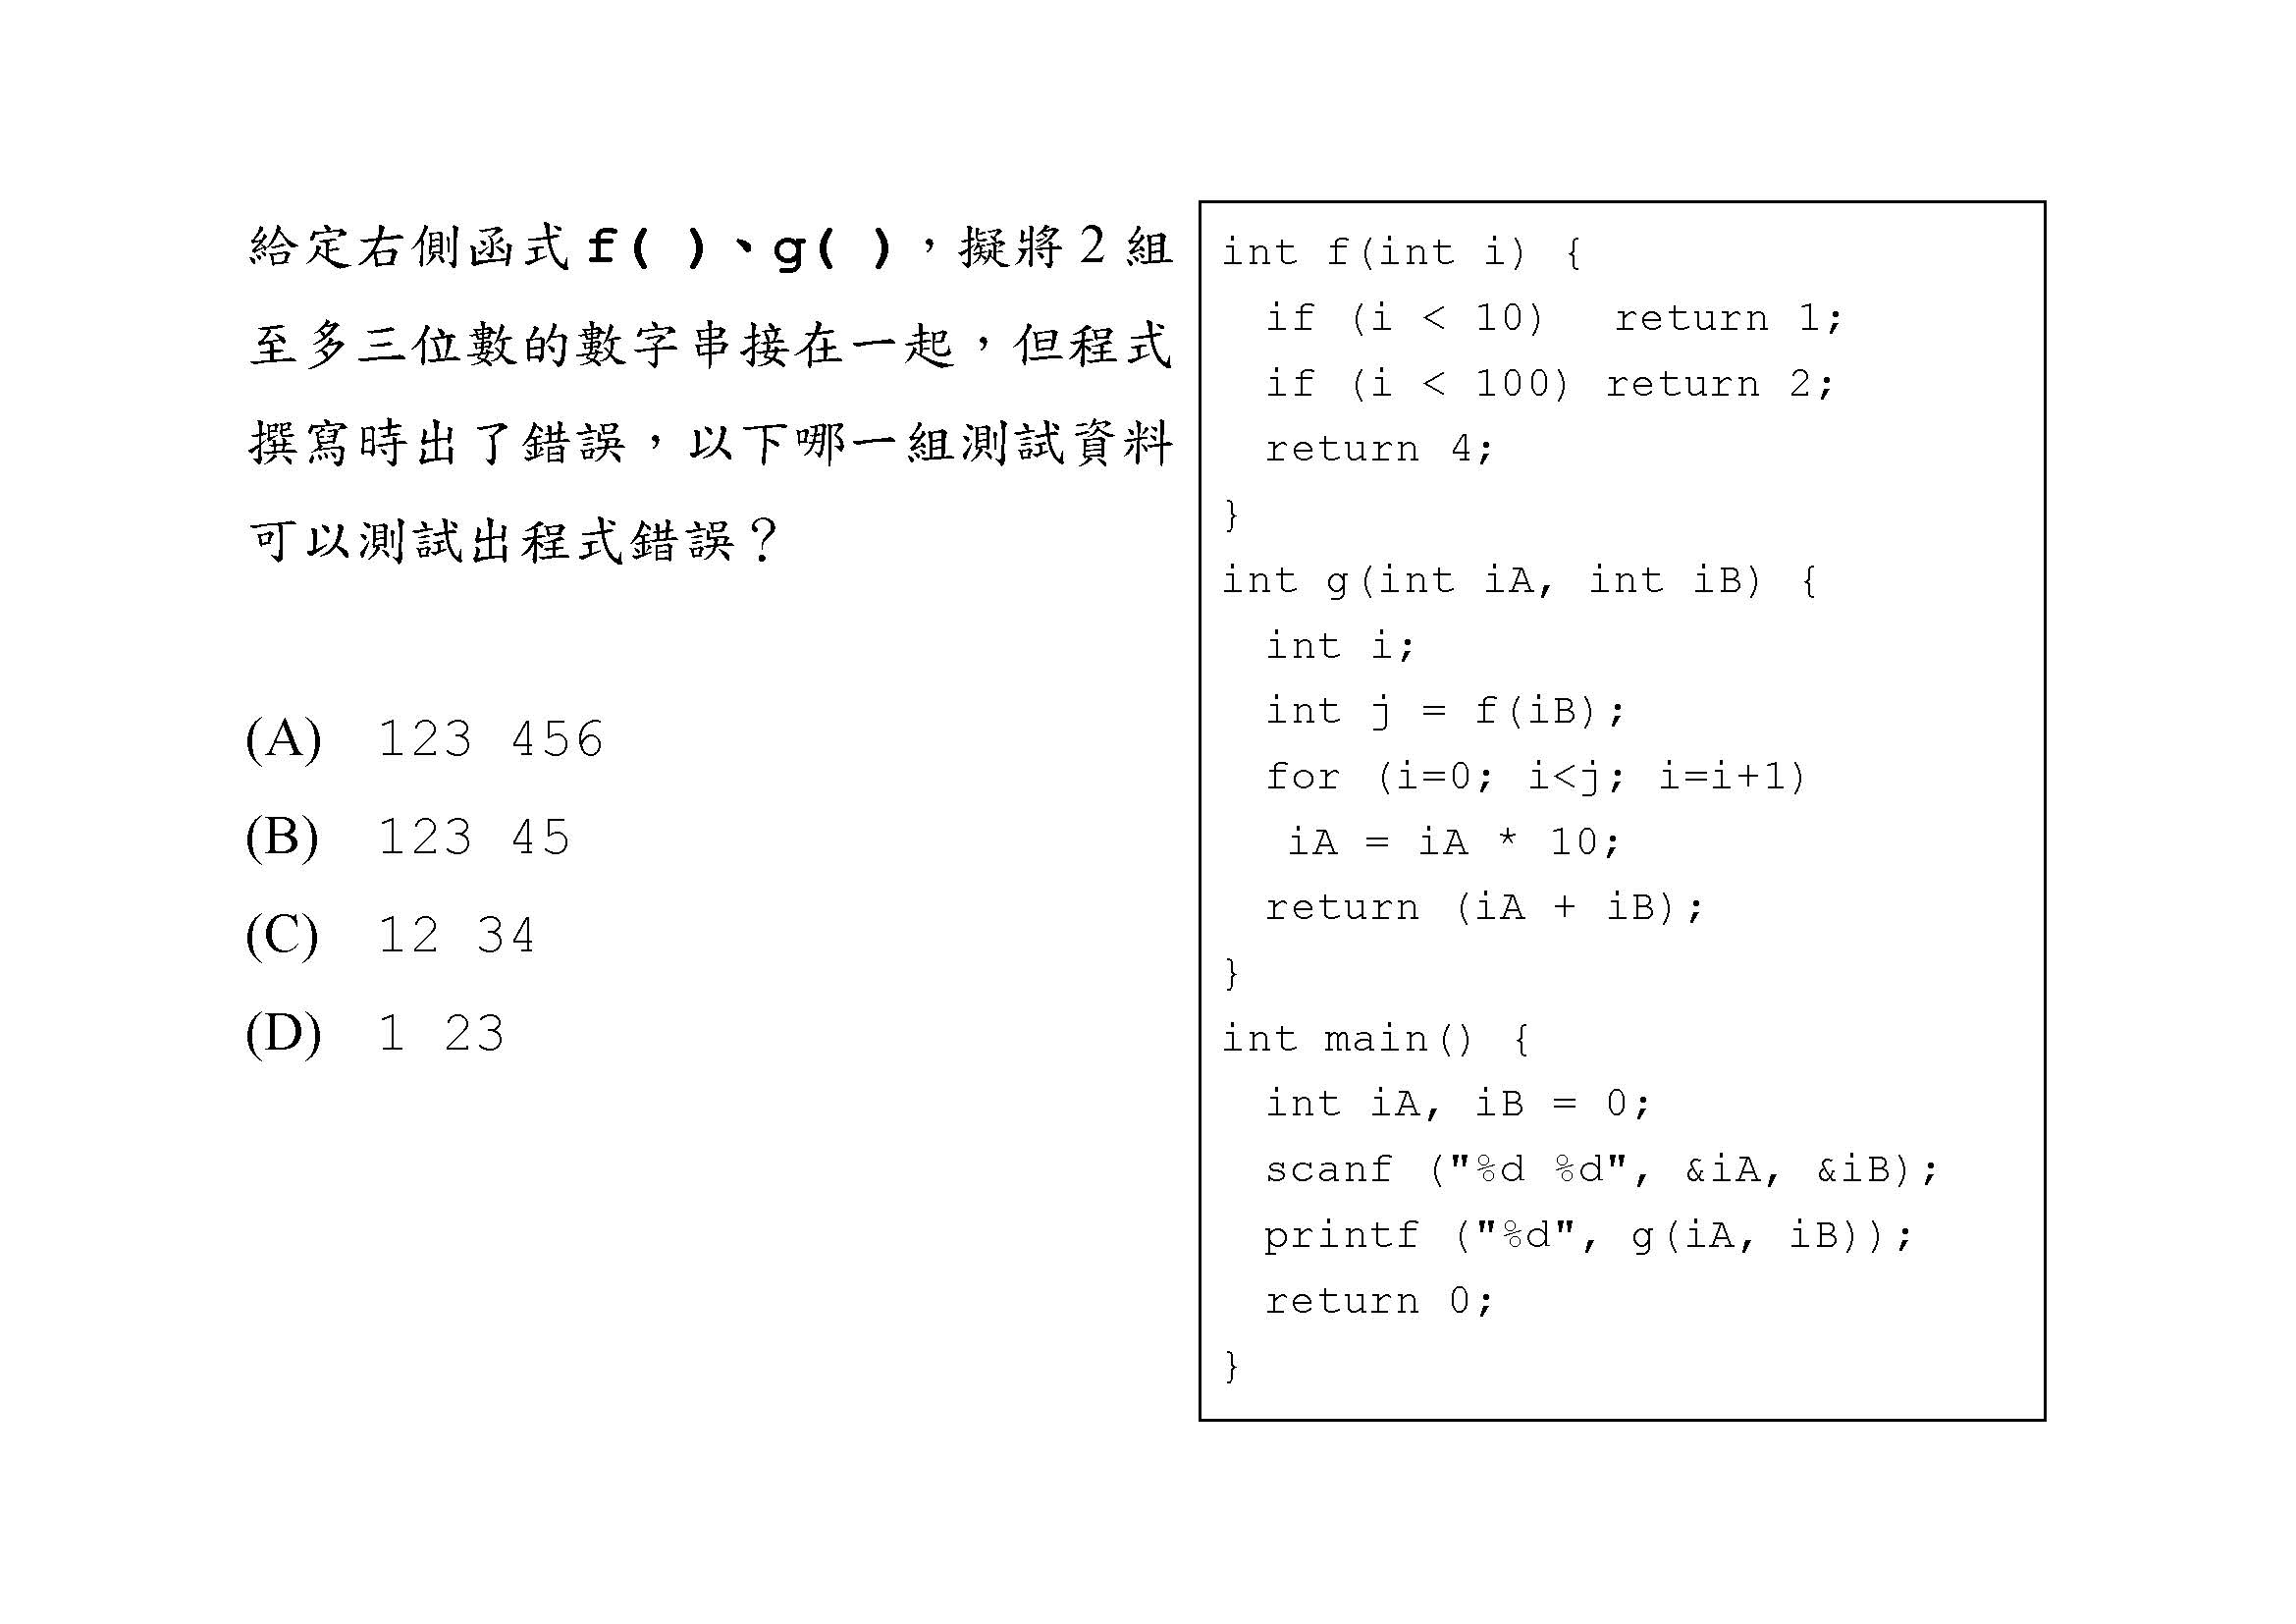 給定右側函式 f( )、g( )，擬將 2 組
至多三位數的數字串接在一起，但程式
撰寫時出了錯誤，以下哪一組測試資料
可以測試出程式錯誤？
(A) 123 456
(B) 123 45
(C) 12 34
(D) 1 23
int f(int i) {
  if (i < 10)  return 1;
  if (i < 100) return 2;
  return 4;
}
int g(int iA, int iB) {
  int i;
  int j = f(iB);
  for (i=0; i<j; i=i+1)
   iA = iA * 10;
  return (iA + iB);
}
int main() {
  int iA, iB = 0;
  scanf ("%d %d", &iA, &iB);
  printf ("%d", g(iA, iB));
  return 0;
}